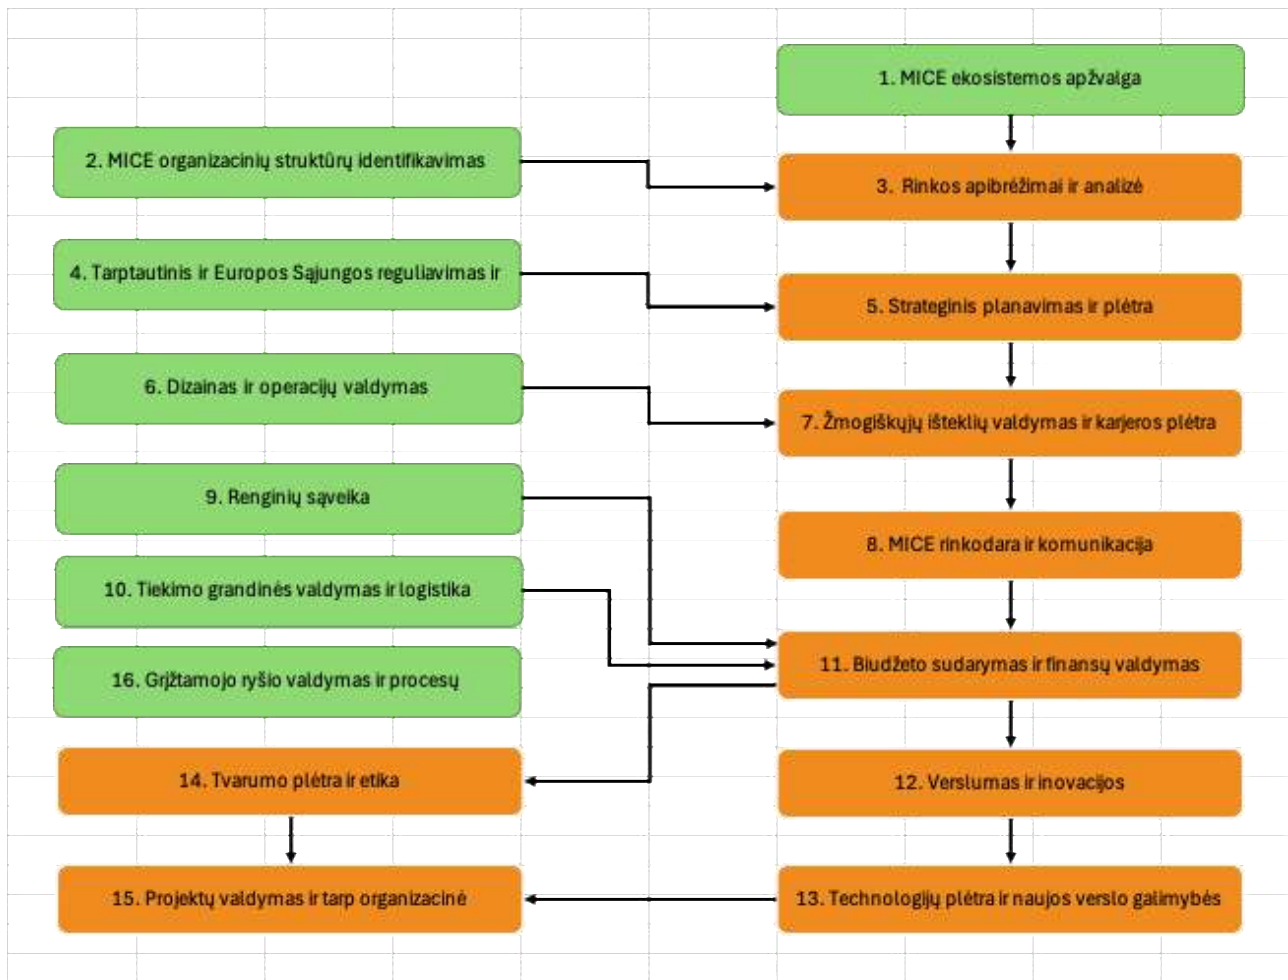 1. MICE ekosistemos apžvalga
2. MICE organizacinių struktūrų identifikavimas
3. Rinkos apibrėžimai ir analizė
4. Tarptautinis ir Europos Sąjungos reguliavimas ir
5. Strateginis planavimas ir plėtra
6. Dizainas ir operacijų valdymas
7. Žmogiškųjų išteklių valdymas ir karjeros plėtra
9. Renginių sąveika
8. MICE rinkodara ir komunikacija
10. Tiekimo grandinės valdymas ir logistika
11. Biudžeto sudarymas ir finansų valdymas
16. Grįžtamojo ryšio valdymas ir procesų
14. Tvarumo plėtra ir etika
12. Verslumas ir inovacijos
15. Projektų valdymas ir tarp organizacinė
13. Technologijų plėtra ir naujos verslo galimybės